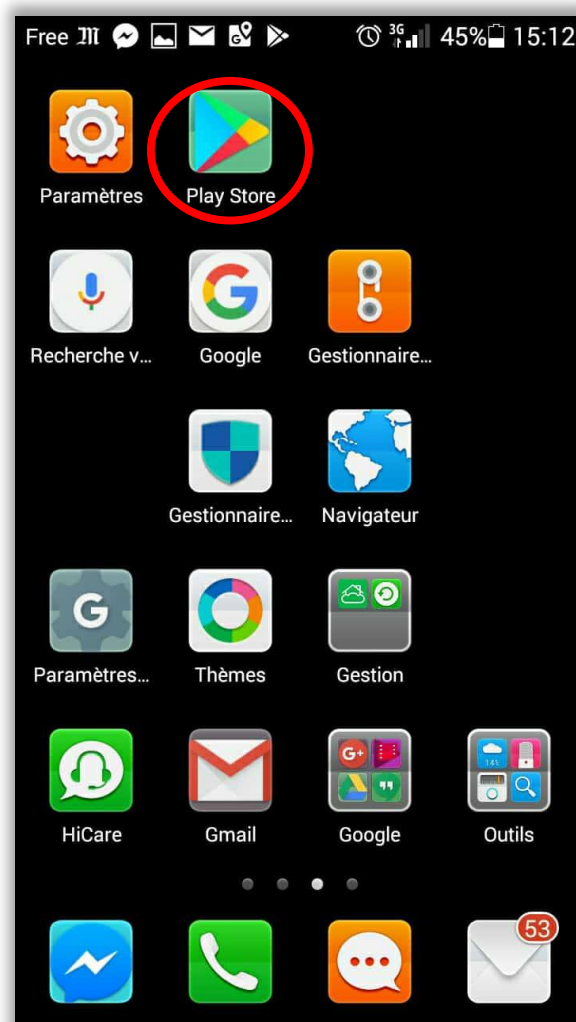 Free 3G 45% 15:12
Paramètres Play Store
Recherche v... Google Gestionnaire...
Gestionnaire... Navigateur
G
Paramètres... Thèmes Gestion
G+
HiCare Gmail Google Outils
53